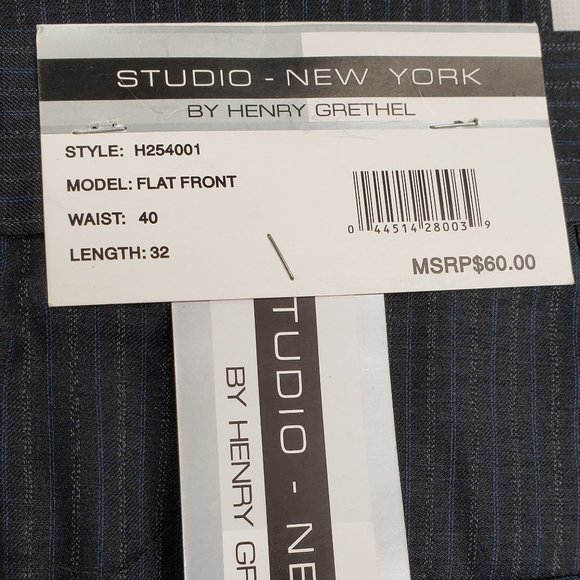 STUDIO - NEW YORK
BY HENRY GRETHEL
STYLE: H254001
MODEL: FLAT FRONT
WAIST: 40
LENGTH: 32
0 44514 28003 9
MSRP$60.00
TUDIO - NE
BY HENRY GR